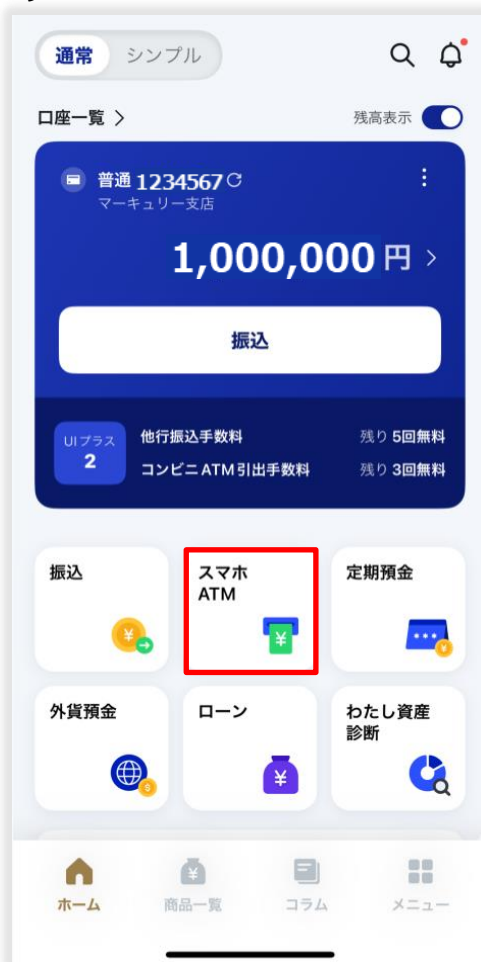 通常 シンプル
口座一覧 >
残高表示
普通 1234567
マーキュリー支店
1,000,000 円 >
振込
UIプラス
2
他行振込手数料 残り 5回無料
コンビニATM引出手数料 残り 3回無料
振込
スマホ
ATM
定期預金
外貨預金
ローン
わたし資産
診断
ホーム
商品一覧
コラム
メニュー